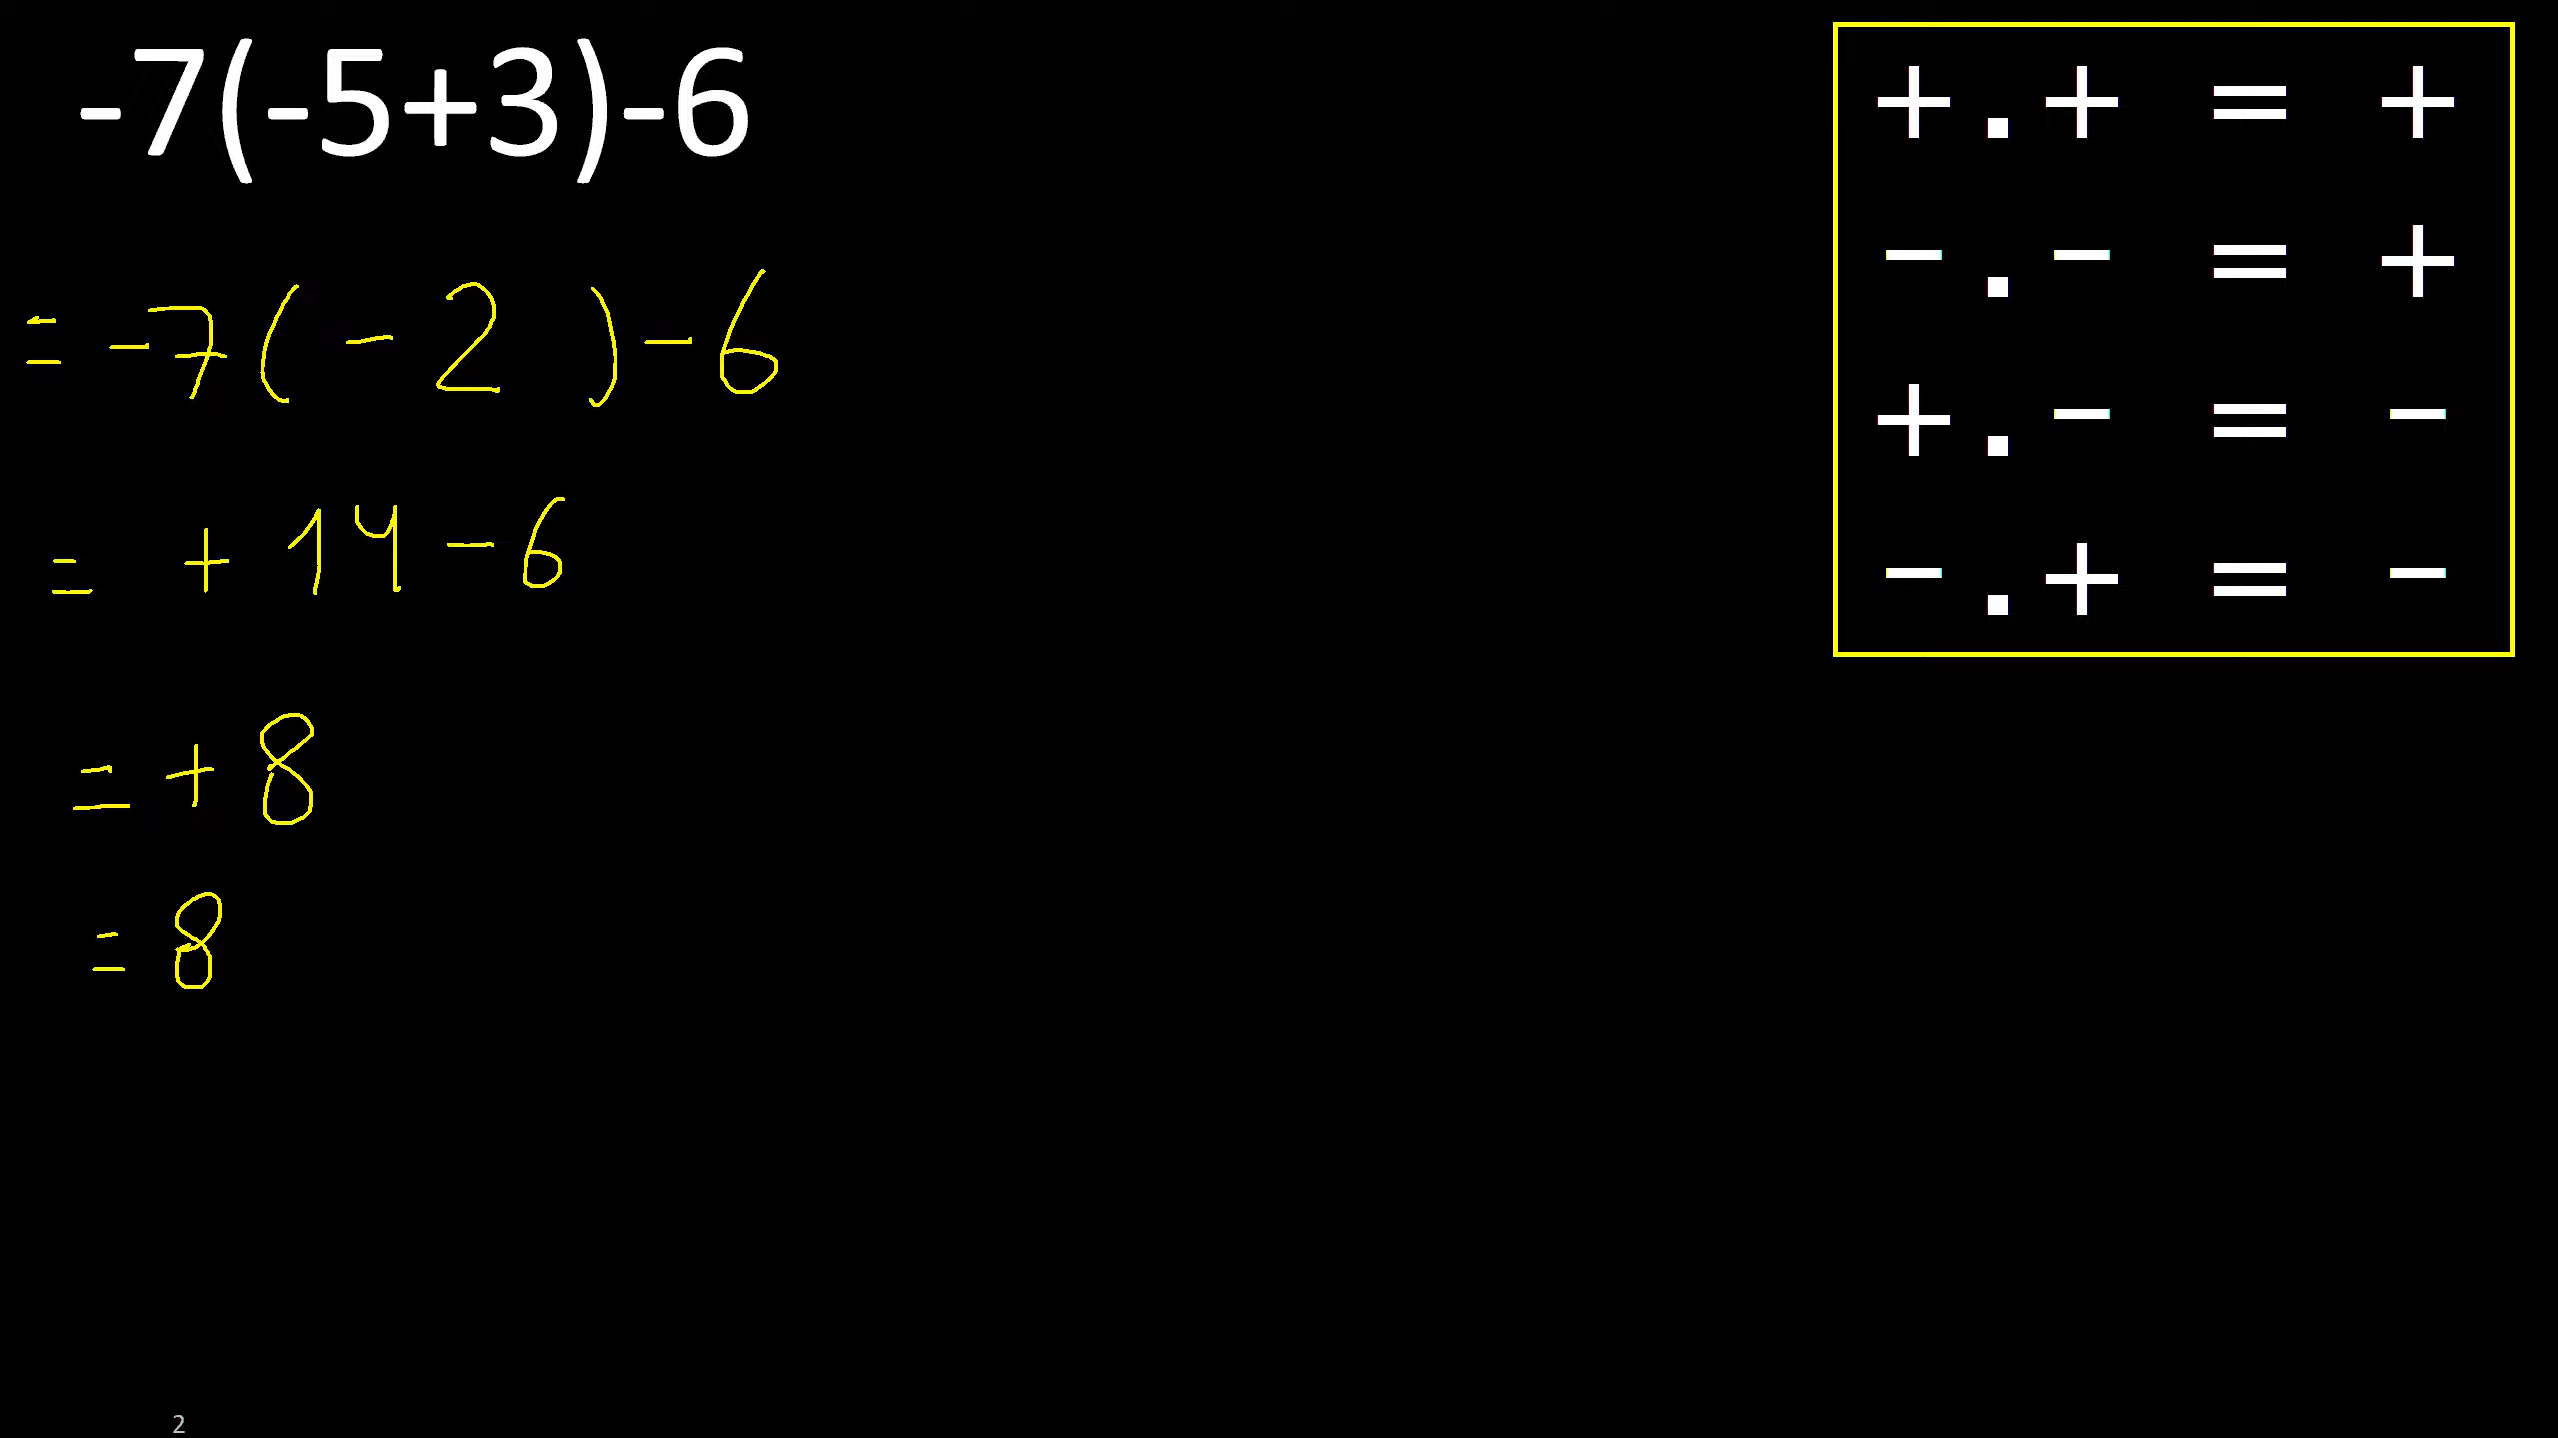 -7(-5+3)-6
= -7(-2)-6
= +14-6
= +8
= 8
+ . + = +
- . - = +
+ . - = -
- . + = -
2